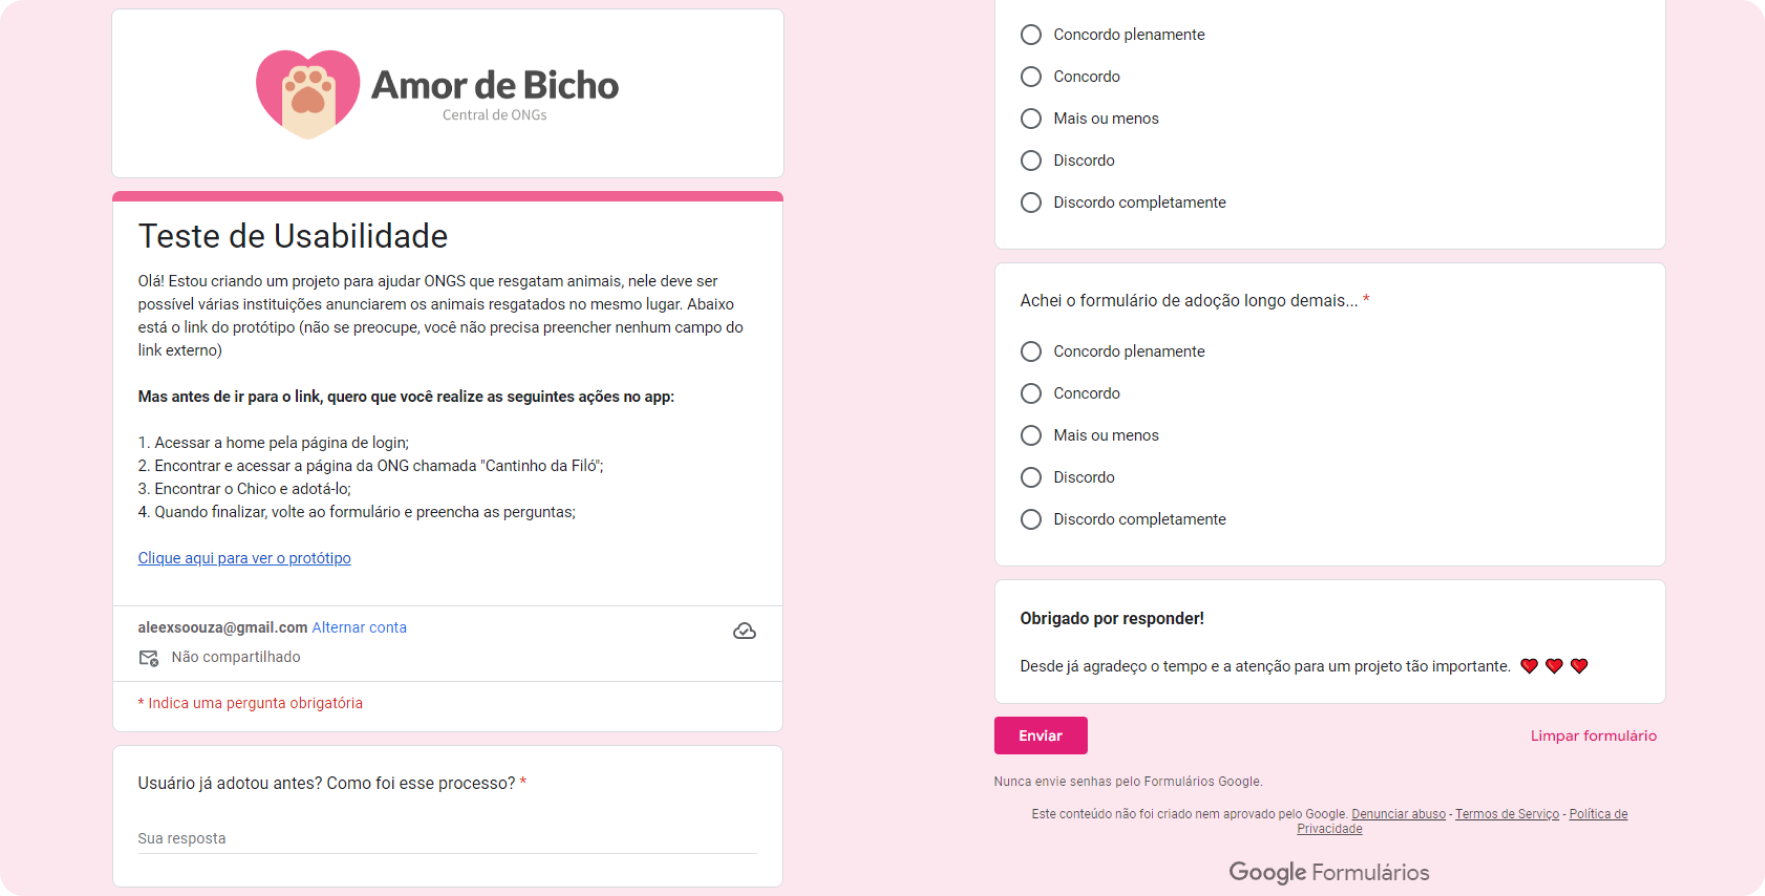 Amor de Bicho
Central de ONGs
Teste de Usabilidade
Olá! Estou criando um projeto para ajudar ONGS que resgatam animais, nele deve ser
possível várias instituições anunciarem os animais resgatados no mesmo lugar. Abaixo
está o link do protótipo (não se preocupe, você não precisa preencher nenhum campo do
link externo)
Mas antes de ir para o link, quero que você realize as seguintes ações no app:
1. Acessar a home pela página de login;
2. Encontrar e acessar a página da ONG chamada "Cantinho da Filó";
3. Encontrar o Chico e adotá-lo;
4. Quando finalizar, volte ao formulário e preencha as perguntas;
Clique aqui para ver o protótipo
aleexsoouza@gmail.com Alternar conta
Não compartilhado
* Indica uma pergunta obrigatória
Usuário já adotou antes? Como foi esse processo? *
Sua resposta
Concordo plenamente
Concordo
Mais ou menos
Discordo
Discordo completamente
Achei o formulário de adoção longo demais... *
Concordo plenamente
Concordo
Mais ou menos
Discordo
Discordo completamente
Obrigado por responder!
Desde já agradeço o tempo e a atenção para um projeto tão importante. ❤ ❤ ❤
Enviar
Limpar formulário
Nunca envie senhas pelo Formulários Google.
Este conteúdo não foi criado nem aprovado pelo Google. Denunciar abuso - Termos de Serviço - Política de
Privacidade
Google Formulários